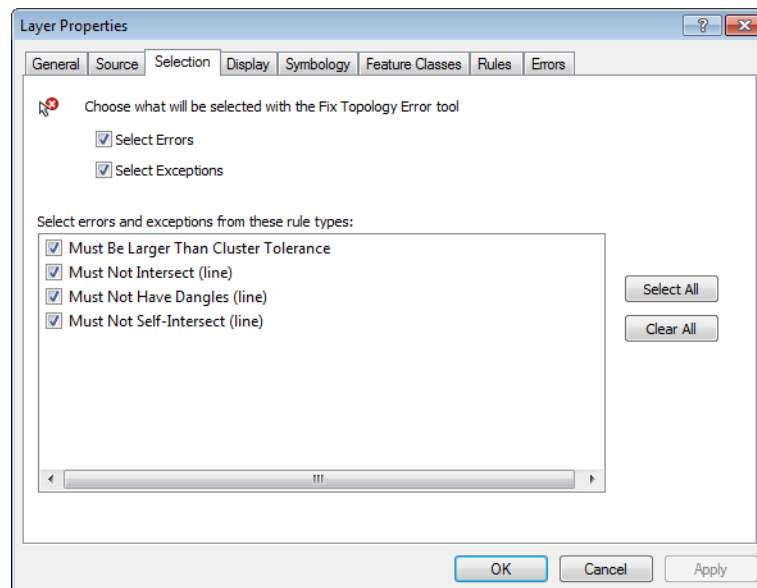 Layer Properties
General Source Selection Display Symbology Feature Classes Rules Errors
Choose what will be selected with the Fix Topology Error tool
Select Errors
Select Exceptions
Select errors and exceptions from these rule types:
Must Be Larger Than Cluster Tolerance
Must Not Intersect (line)
Must Not Have Dangles (line)
Must Not Self-Intersect (line)
Select All
Clear All
OK Cancel Apply